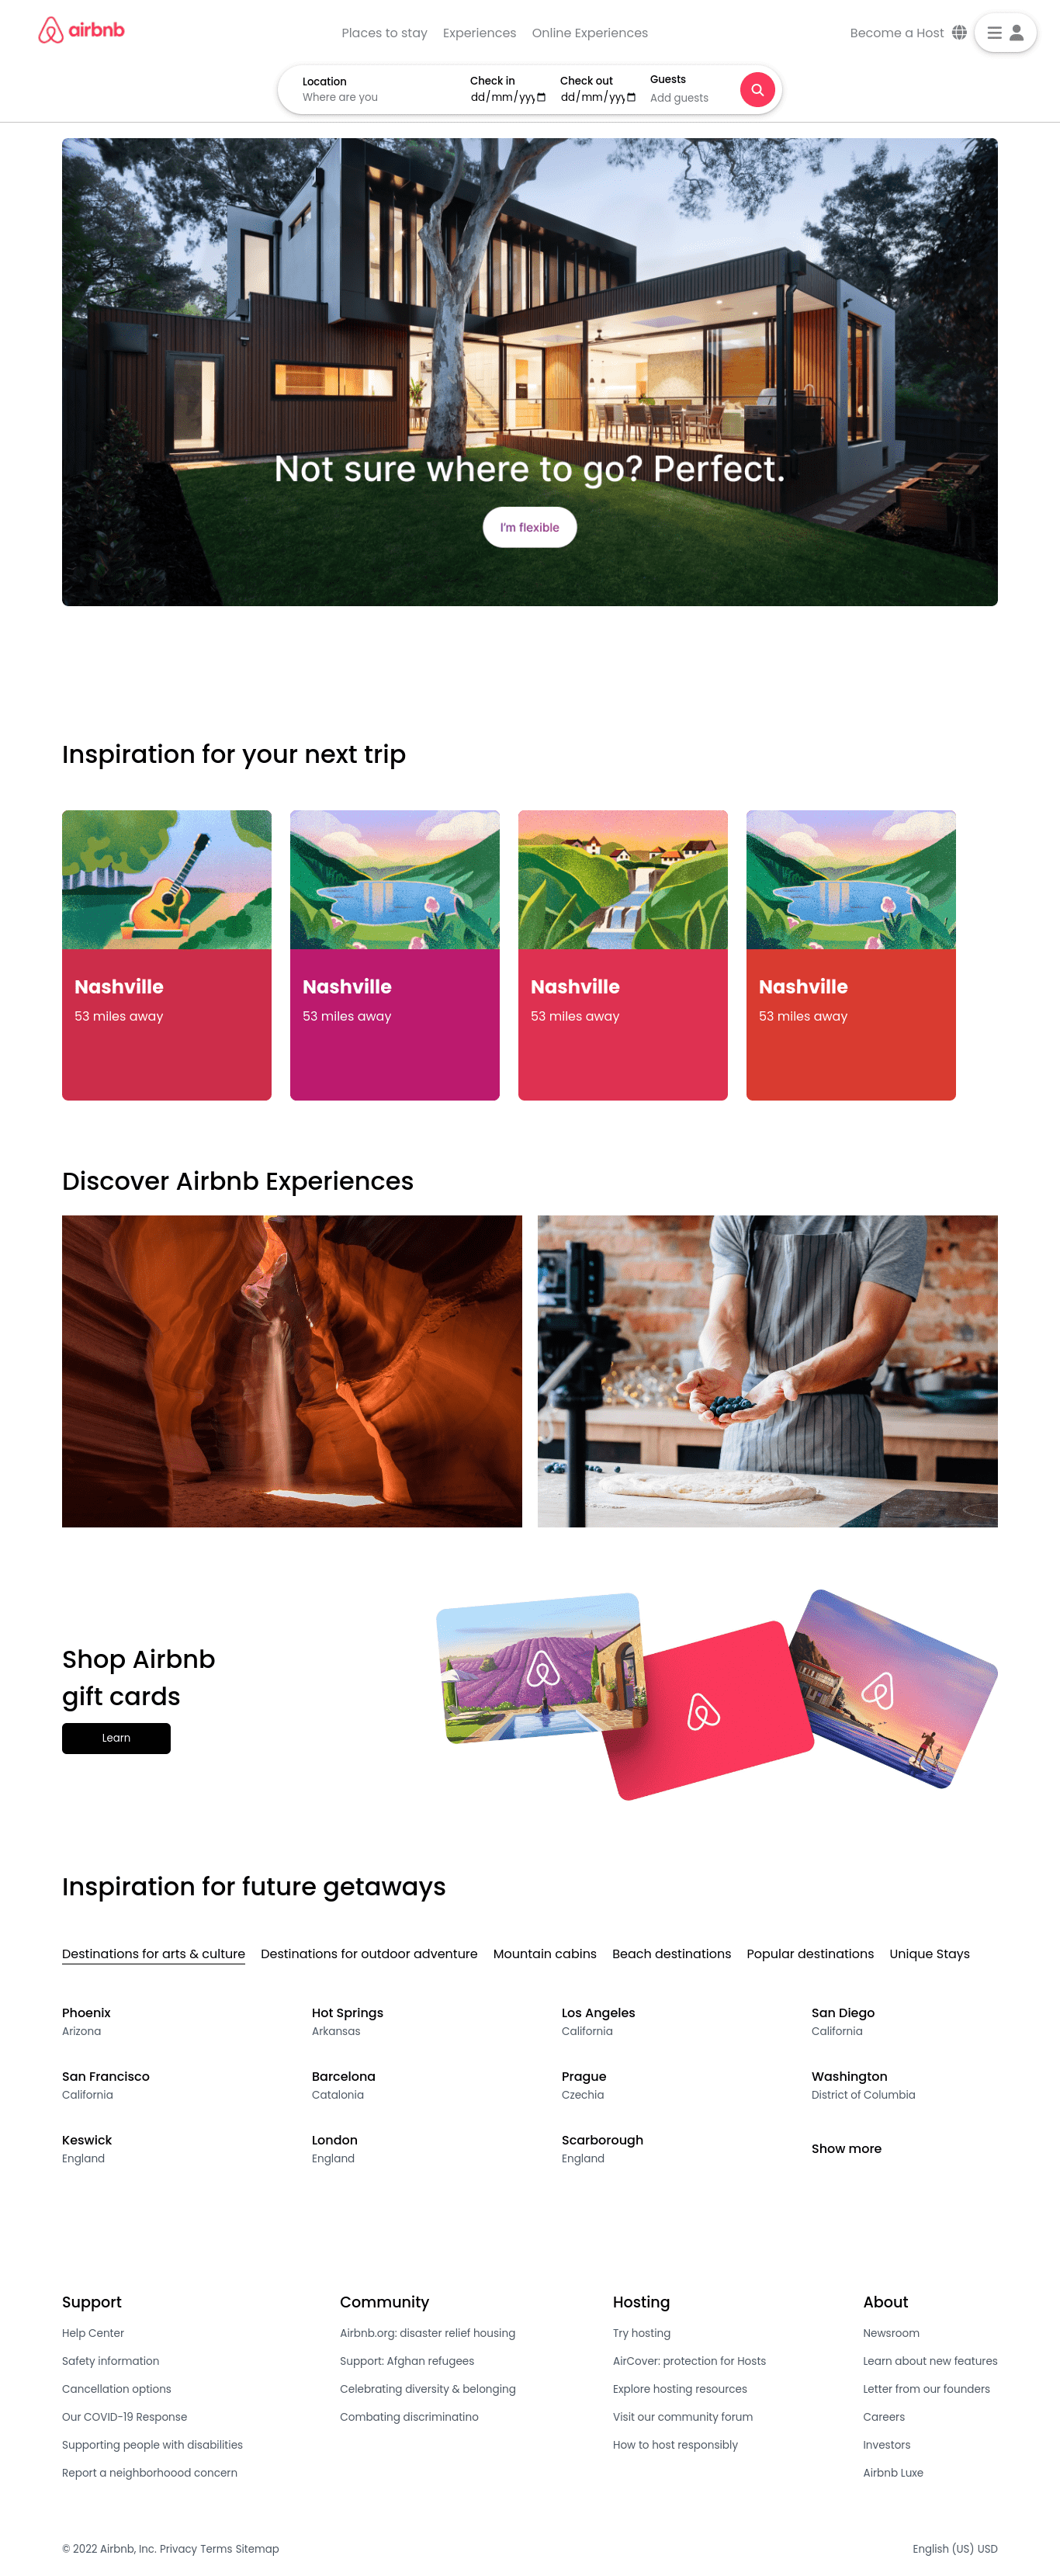 airbnb
Places to stay Experiences Online Experiences
Become a Host
Location Check in Check out Guests
Where are you dd/mm/yyy dd/mm/yyy Add guests
Not sure where to go? Perfect.
I'm flexible
Inspiration for your next trip
Nashville Nashville Nashville Nashville
53 miles away 53 miles away 53 miles away 53 miles away
Discover Airbnb Experiences
Shop Airbnb
gift cards
Learn
Inspiration for future getaways
Destinations for arts & culture Destinations for outdoor adventure Mountain cabins Beach destinations Popular destinations Unique Stays
Phoenix Hot Springs Los Angeles San Diego
Arizona Arkansas California California
San Francisco Barcelona Prague Washington
California Catalonia Czechia District of Columbia
Keswick London Scarborough Show more
England England England
Support Community Hosting About
Help Center Airbnb.org: disaster relief housing Try hosting Newsroom
Safety information Support: Afghan refugees AirCover: protection for Hosts Learn about new features
Cancellation options Celebrating diversity & belonging Explore hosting resources Letter from our founders
Our COVID-19 Response Combating discriminatino Visit our community forum Careers
Supporting people with disabilities How to host responsibly Investors
Report a neighborhoood concern Airbnb Luxe
© 2022 Airbnb, Inc. Privacy Terms Sitemap English (US) USD